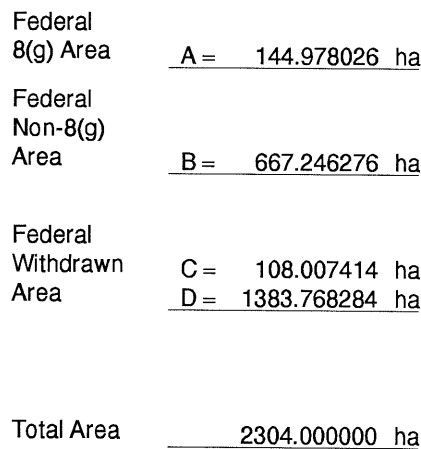 Federal
8(g) Area A = 144.978026 ha
Federal
Non-8(g)
Area B = 667.246276 ha
Federal
Withdrawn C = 108.007414 ha
Area D = 1383.768284 ha
Total Area 2304.000000 ha